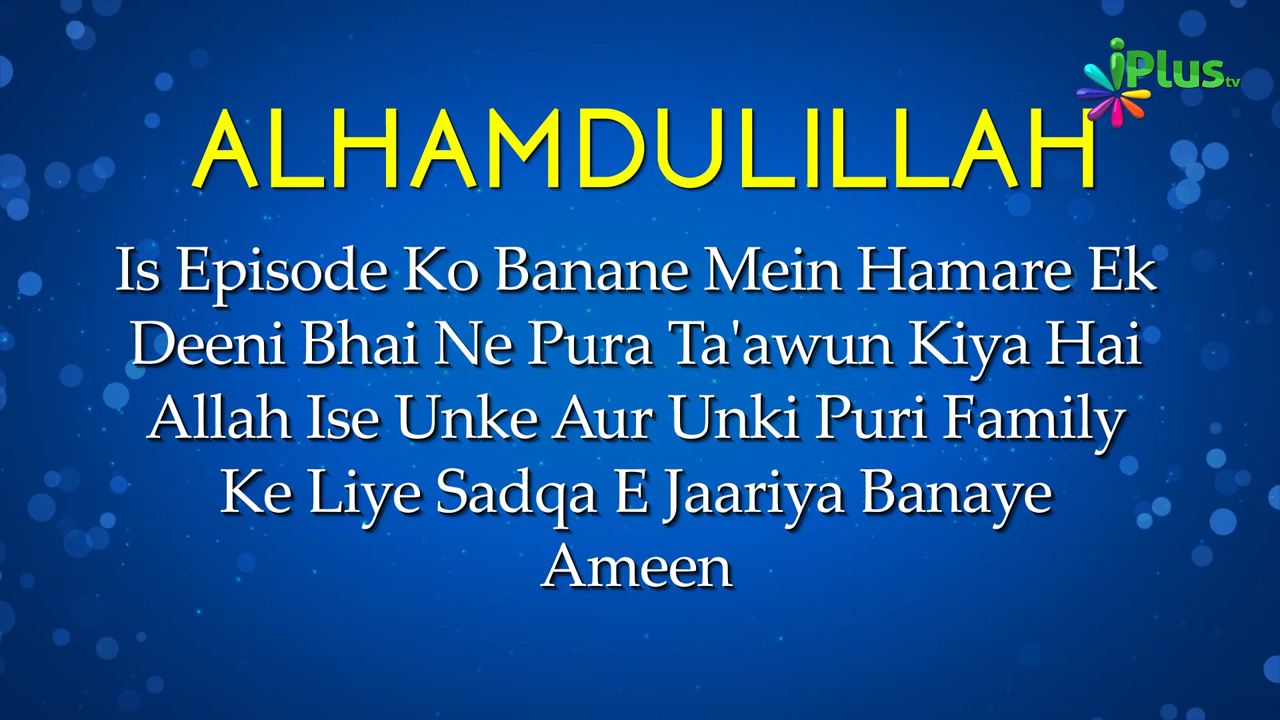 iPlus tv
ALHAMDULILLAH
Is Episode Ko Banane Mein Hamare Ek
Deeni Bhai Ne Pura Ta'awun Kiya Hai
Allah Ise Unke Aur Unki Puri Family
Ke Liye Sadqa E Jaariya Banaye
Ameen